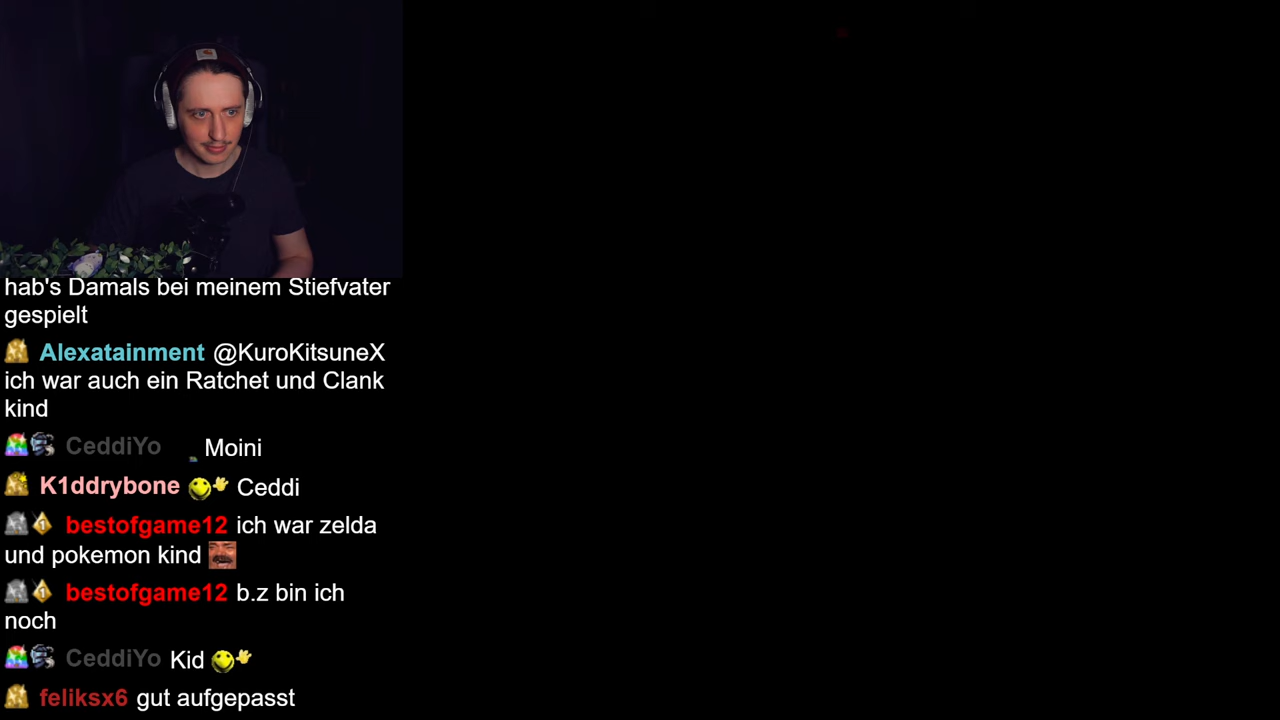 hab's Damals bei meinem Stiefvater
gespielt
Alexatainment @KuroKitsuneX
ich war auch ein Ratchet und Clank
kind
CeddiYo Moini
K1ddrybone Ceddi
bestofgame12 ich war zelda
und pokemon kind
bestofgame12 b.z bin ich
noch
CeddiYo Kid
feliksx6 gut aufgepasst